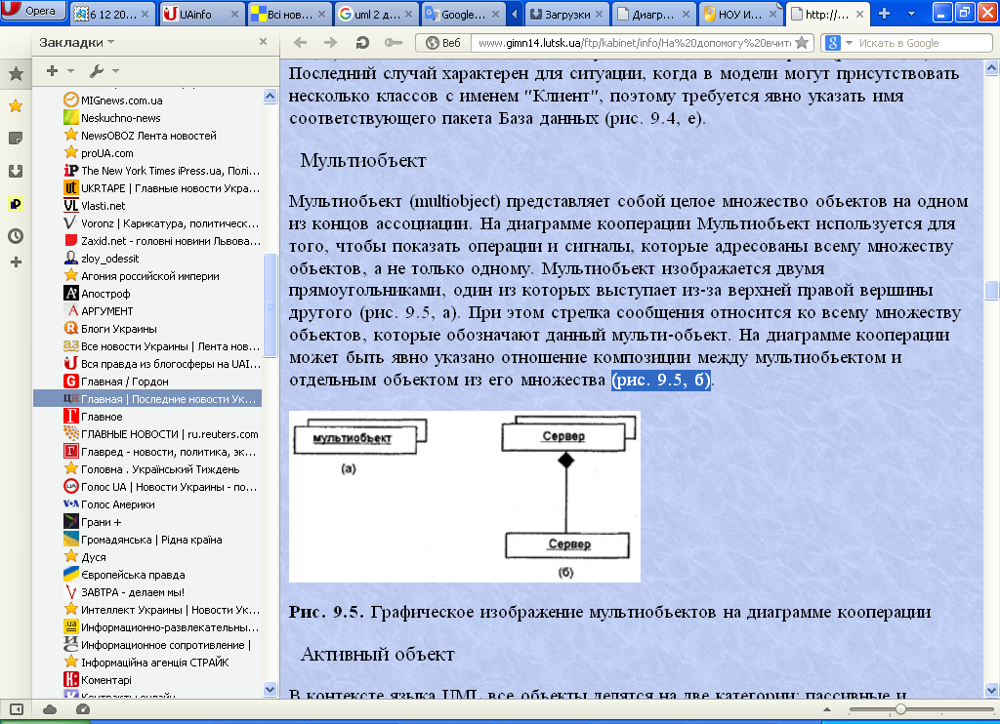 Opera
6 12 20...
UAinfo
Всі нов...
uml 2 д...
Google...
Загрузки
Диагр...
НОУ И...
http://...
Закладки
Веб
www.gimn14.lutsk.ua/ftp/kabinet/info/На%20допомогу%20вчите
Искать в Google
MIGnews.com.ua
Neskuchno-news
NewsOBOZ Лента новостей
proUA.com
The New York Times iPress.ua, Полі...
UKRTAPE | Главные новости Укра...
Vlasti.net
Voronz | Карикатура, политическ...
Zaxid.net - головні новини Львова...
zloy_odessit
Агония российской империи
Апостроф
АРГУМЕНТ
Блоги Украины
Все новости Украины | Лента нов...
Вся правда из блогосферы на UAI...
Главная / Гордон
Главная | Последние новости Ук...
Главное
ГЛАВНЫЕ НОВОСТИ | ru.reuters.com
Главред - новости, политика, эк...
Головна . Український Тиждень
Голос UA | Новости Украины - по...
Голос Америки
Грани +
Громадянська | Рідна країна
Дуся
Європейська правда
ЗАВТРА - делаем мы!
Интеллект Украины | Новости Ук...
Информационно-развлекательны...
Информационное сопротивление |
Інформаційна агенція СТРАЙК
Коментарі
Контракты онлайн
Последний случай характерен для ситуации, когда в модели могут присутствовать
несколько классов с именем "Клиент", поэтому требуется явно указать имя
соответствующего пакета База данных (рис. 9.4, е).
Мультиобъект
Мультиобьект (multiobject) представляет собой целое множество объектов на одном
из концов ассоциации. На диаграмме кооперации Мультиобьект используется для
того, чтобы показать операции и сигналы, которые адресованы всему множеству
объектов, а не только одному. Мультиобьект изображается двумя
прямоугольниками, один из которых выступает из-за верхней правой вершины
другого (рис. 9.5, а). При этом стрелка сообщения относится ко всему множеству
объектов, которые обозначают данный мульти-объект. На диаграмме кооперации
может быть явно указано отношение композиции между мультиобъектом и
отдельным объектом из его множества (рис. 9.5, б).
мультиобъект
(а)
Сервер
Сервер
(б)
Рис. 9.5. Графическое изображение мультиобьектов на диаграмме кооперации
Активный объект
В контексте языка UML все объекты делятся на две категории: пассивные и